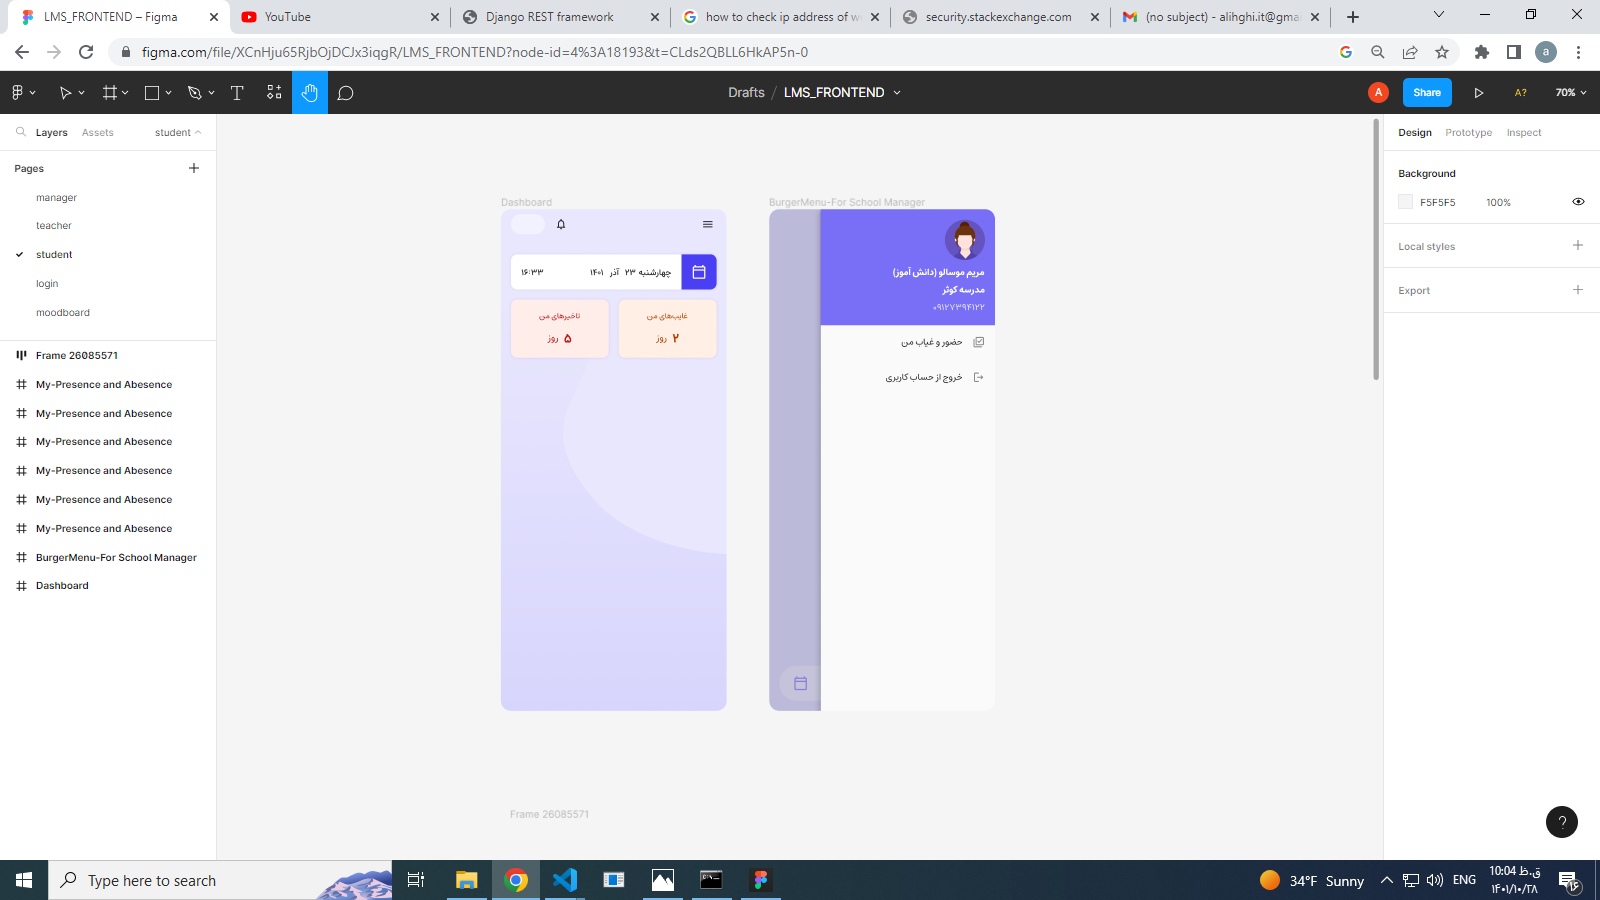 LMS_FRONTEND – Figma
YouTube
Django REST framework
how to check ip address of w
security.stackexchange.com
(no subject) - alihghi.it@gma
figma.com/file/XCnHju65RjbOjDCJx3iqgR/LMS_FRONTEND?node-id=4%3A18193&t=CLds2QBLL6HkAP5n-0
a
Drafts / LMS_FRONTEND
A
Share
A?
70%
Layers
Assets
student
Pages
manager
teacher
student
login
moodboard
Frame 26085571
My-Presence and Abesence
My-Presence and Abesence
My-Presence and Abesence
My-Presence and Abesence
My-Presence and Abesence
My-Presence and Abesence
BurgerMenu-For School Manager
Dashboard
Dashboard
چهارشنبه ۲۳ آذر ۱۴۰۱ ۱۶:۳۳
غایب‌های من
۲ روز
تاخیرهای من
۵ روز
BurgerMenu-For School Manager
مریم موسالو (دانش آموز)
مدرسه کوثر
۰۹۱۲۷۳۹۴۱۲۲
حضور و غیاب من
خروج از حساب کاربری
Frame 26085571
Design
Prototype
Inspect
Background
F5F5F5
100%
Local styles
Export
?
Type here to search
34°F Sunny
ENG
10:04 ق.ظ
۱۴۰۱/۱۰/۲۸
۱۶